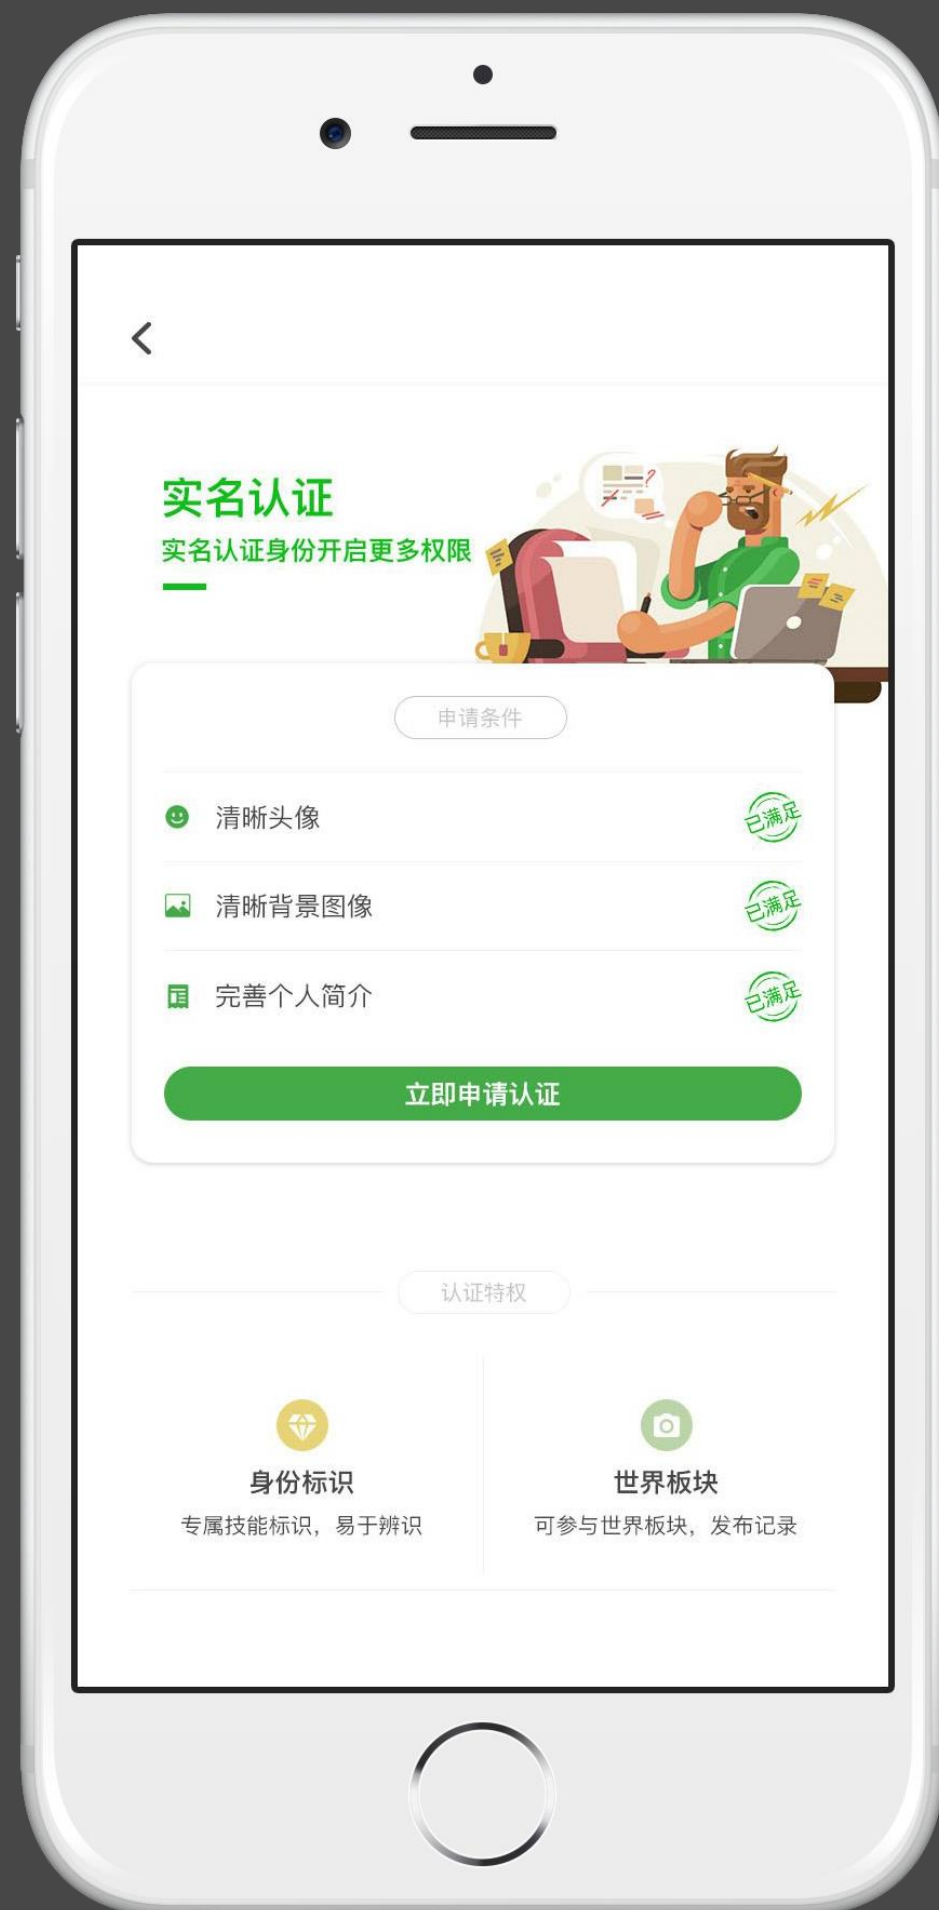 实名认证
实名认证身份开启更多权限
申请条件
清晰头像
已满足
清晰背景图像
已满足
完善个人简介
已满足
立即申请认证
认证特权
身份标识
专属技能标识，易于辨识
世界板块
可参与世界板块，发布记录